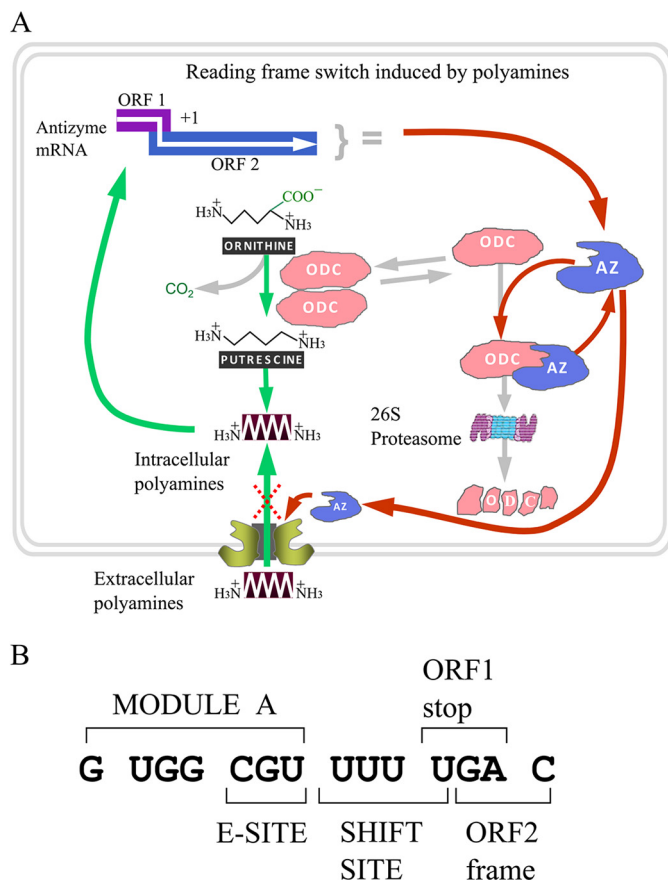 A
Reading frame switch induced by polyamines
ORF 1
+1
Antizyme
mRNA
ORF 2
} =
COO−
H3N+
+NH3
ORNITHINE
CO2
ODC
ODC
ODC
AZ
H3N+
+NH3
PUTRESCINE
ODC
AZ
26S
Proteasome
H3N+
+NH3
Intracellular
polyamines
O D C
AZ
Extracellular
polyamines
H3N+
+NH3
B
MODULE A
ORF1
stop
G UGG CGU UUU UGA C
E-SITE
SHIFT
SITE
ORF2
frame